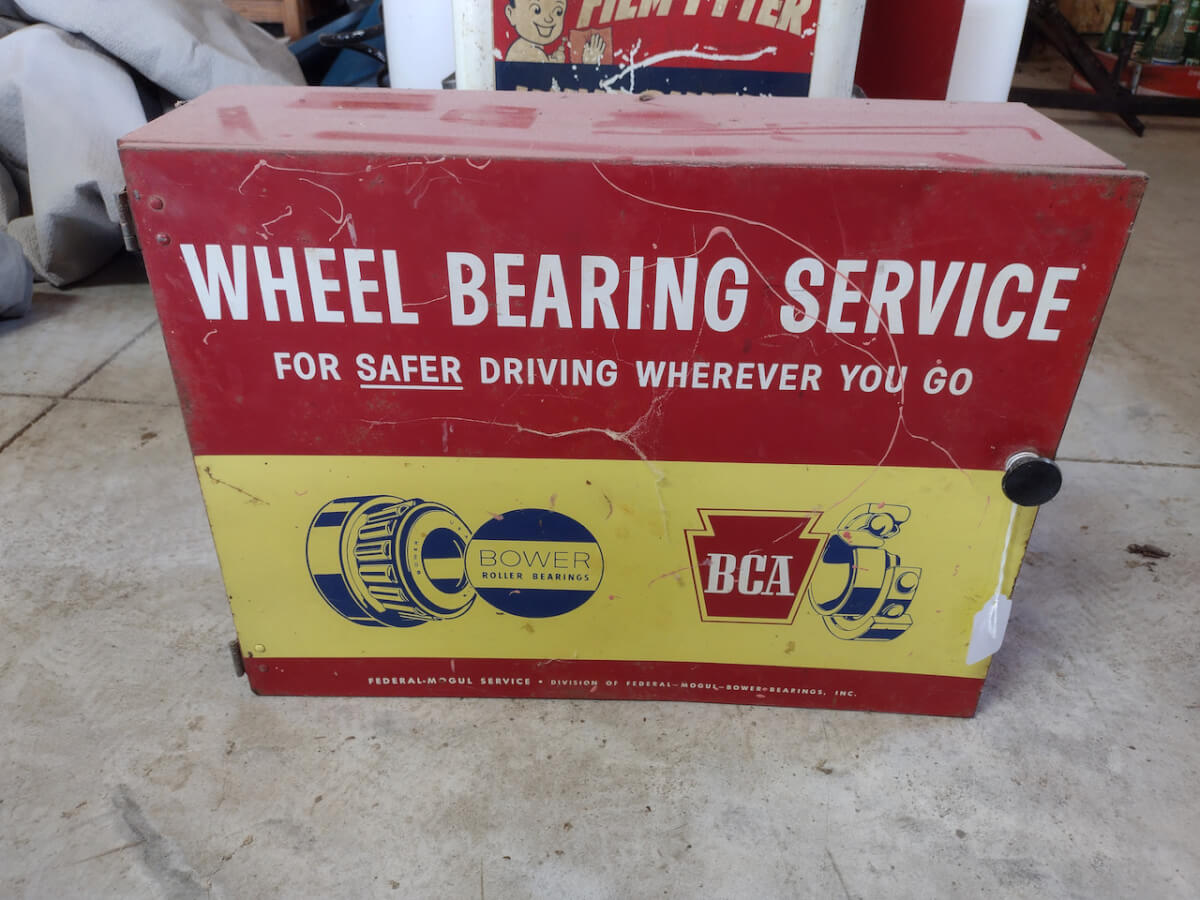 WHEEL BEARING SERVICE
FOR SAFER DRIVING WHEREVER YOU GO
BOWER
ROLLER BEARINGS
BCA
FEDERAL-MOGUL SERVICE • DIVISION OF FEDERAL-MOGUL-BOWER-BEARINGS, INC.